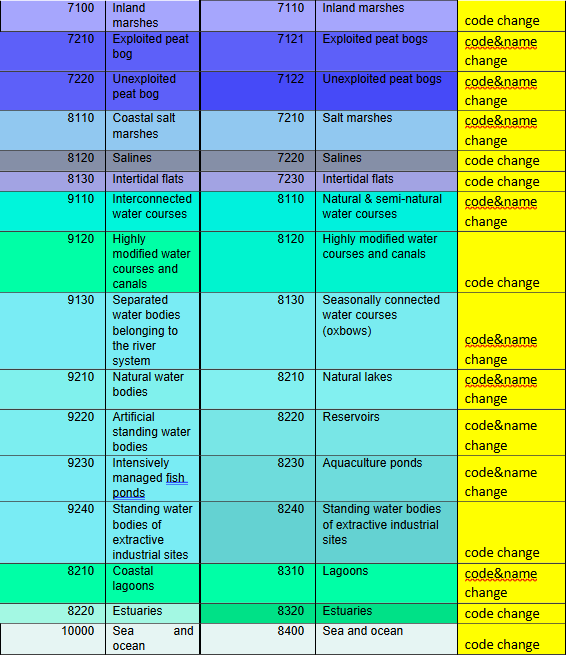 7100 Inland marshes 7110 Inland marshes code change
7210 Exploited peat bog 7121 Exploited peat bogs code&name change
7220 Unexploited peat bog 7122 Unexploited peat bogs code&name change
8110 Coastal salt marshes 7210 Salt marshes code&name change
8120 Salines 7220 Salines code change
8130 Intertidal flats 7230 Intertidal flats code change
9110 Interconnected water courses 8110 Natural & semi-natural water courses code&name change
9120 Highly modified water courses and canals 8120 Highly modified water courses and canals code change
9130 Separated water bodies belonging to the river system 8130 Seasonally connected water courses (oxbows) code&name change
9210 Natural water bodies 8210 Natural lakes code&name change
9220 Artificial standing water bodies 8220 Reservoirs code&name change
9230 Intensively managed fish ponds 8230 Aquaculture ponds code&name change
9240 Standing water bodies of extractive industrial sites 8240 Standing water bodies of extractive industrial sites code change
8210 Coastal lagoons 8310 Lagoons code&name change
8220 Estuaries 8320 Estuaries code change
10000 Sea and ocean 8400 Sea and ocean code change